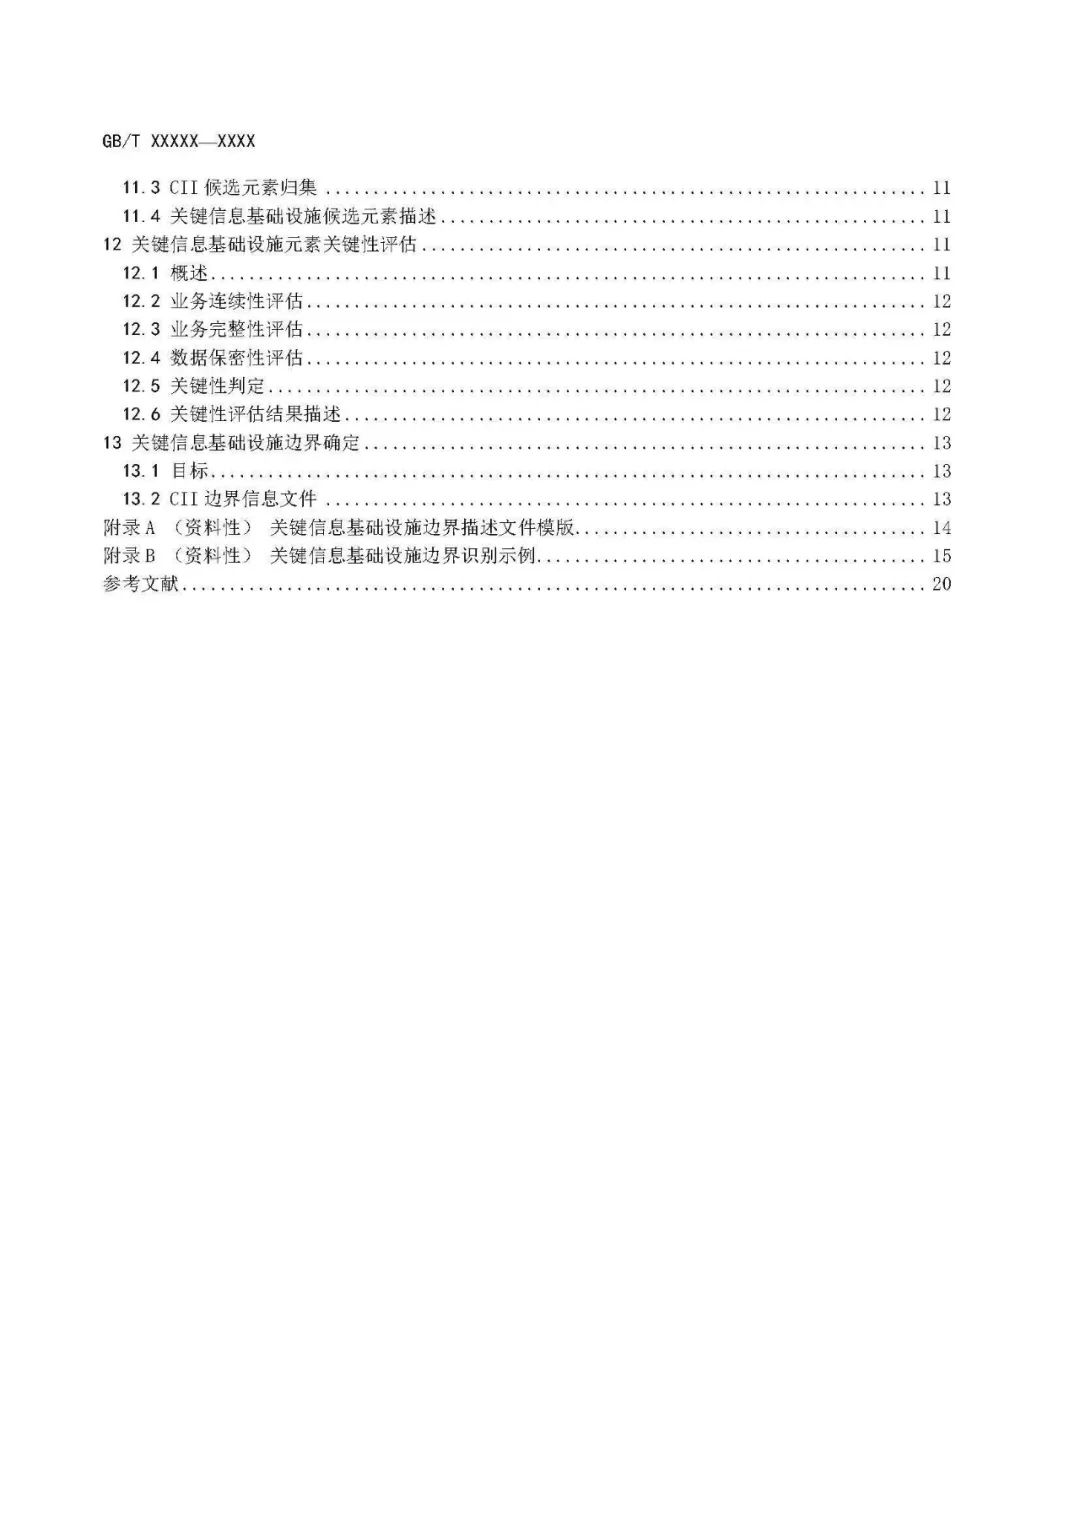 GB/T XXXXX—XXXX
11.3 CII 候选元素归集 ........................................................... 11
11.4 关键信息基础设施候选元素描述 ........................................................... 11
12 关键信息基础设施元素关键性评估 ........................................................... 11
12.1 概述 ........................................................... 11
12.2 业务连续性评估 ........................................................... 12
12.3 业务完整性评估 ........................................................... 12
12.4 数据保密性评估 ........................................................... 12
12.5 关键性判定 ........................................................... 12
12.6 关键性评估结果描述 ........................................................... 12
13 关键信息基础设施边界确定 ........................................................... 13
13.1 目标 ........................................................... 13
13.2 CII 边界信息文件 ........................................................... 13
附录 A （资料性） 关键信息基础设施边界描述文件模版 ........................................................... 14
附录 B （资料性） 关键信息基础设施边界识别示例 ........................................................... 15
参考文献 ........................................................... 20